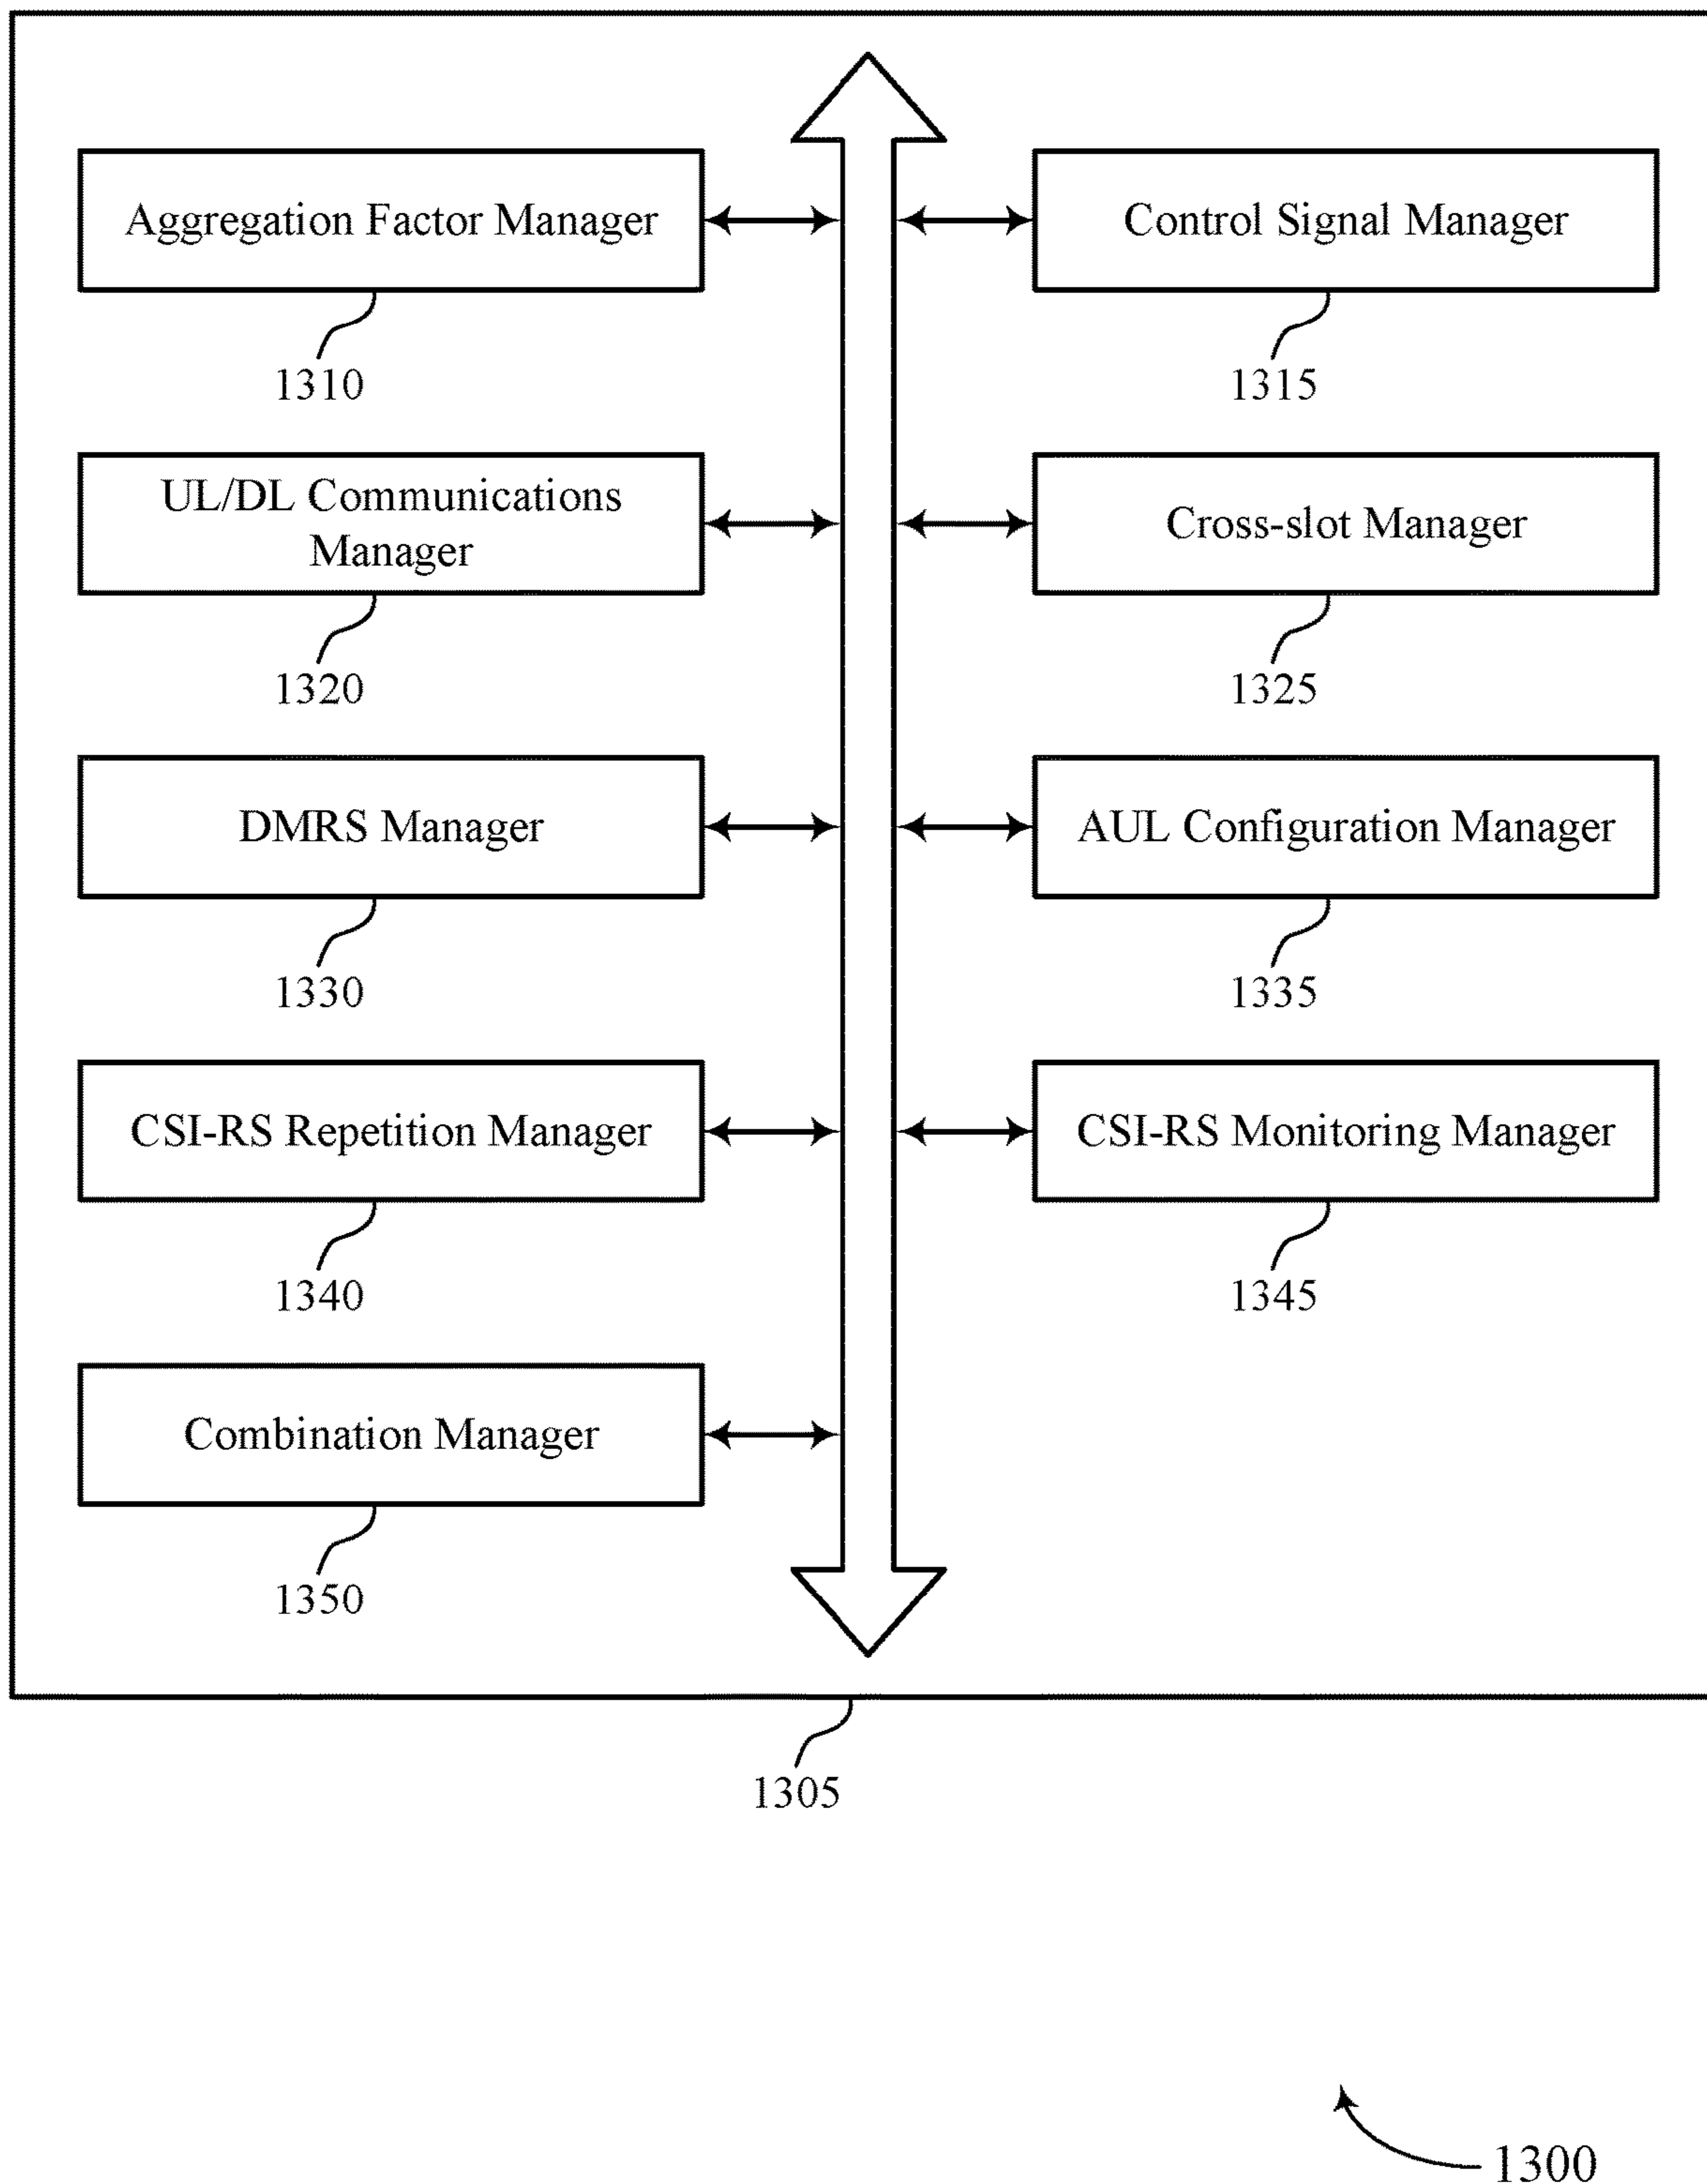 Aggregation Factor Manager
1310
Control Signal Manager
1315
UL/DL Communications
Manager
1320
Cross-slot Manager
1325
DMRS Manager
1330
AUL Configuration Manager
1335
CSI-RS Repetition Manager
1340
CSI-RS Monitoring Manager
1345
Combination Manager
1350
1305
1300